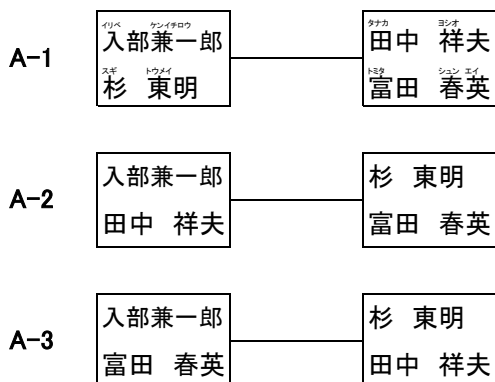 A-1
イリベ ケンイチロウ
入部兼一郎
タナカ ヨシオ
田中 祥夫
スギ トウメイ
杉 東明
トミタ シュン エイ
富田 春英
A-2
入部兼一郎
杉 東明
田中 祥夫
富田 春英
A-3
入部兼一郎
杉 東明
富田 春英
田中 祥夫